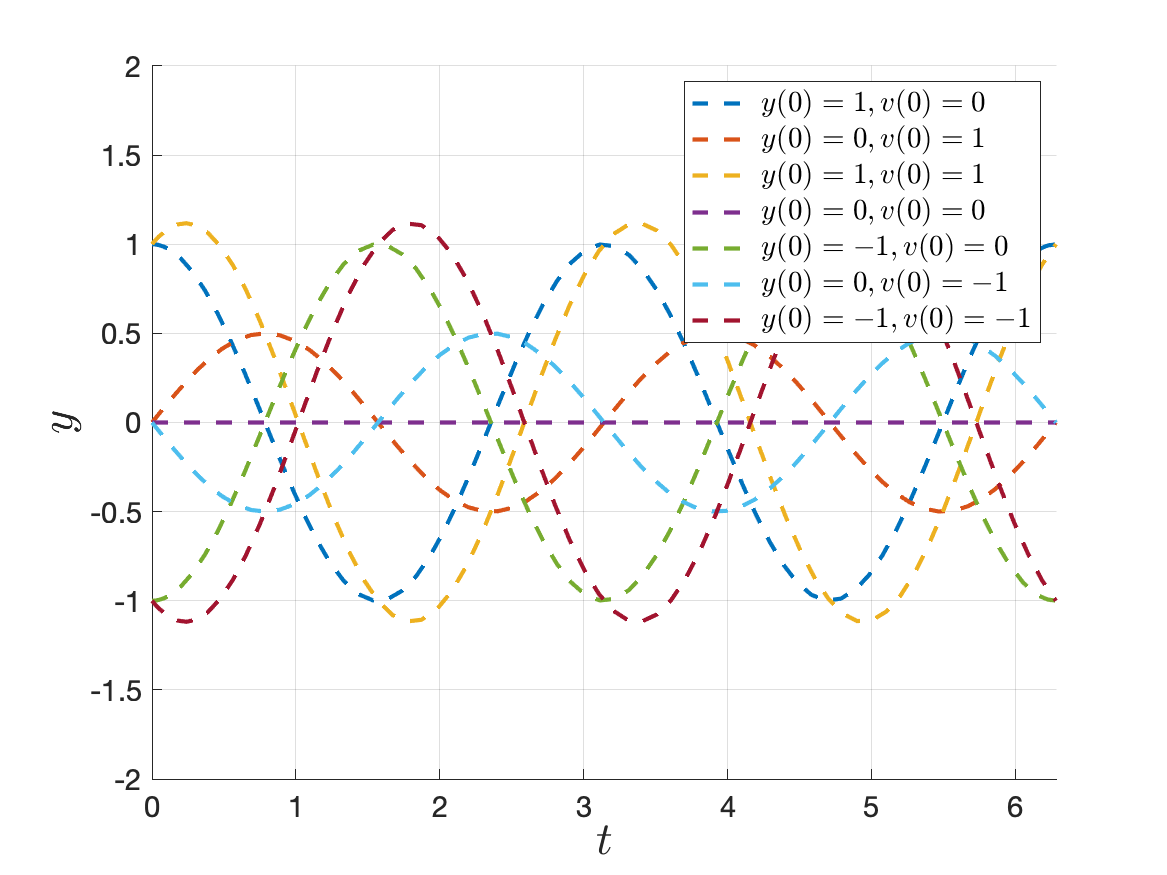 2
1.5
1
0.5
0
-0.5
-1
-1.5
-2
y
0 1 2 3 4 5 6
t
y(0) = 1, v(0) = 0
y(0) = 0, v(0) = 1
y(0) = 1, v(0) = 1
y(0) = 0, v(0) = 0
y(0) = −1, v(0) = 0
y(0) = 0, v(0) = −1
y(0) = −1, v(0) = −1